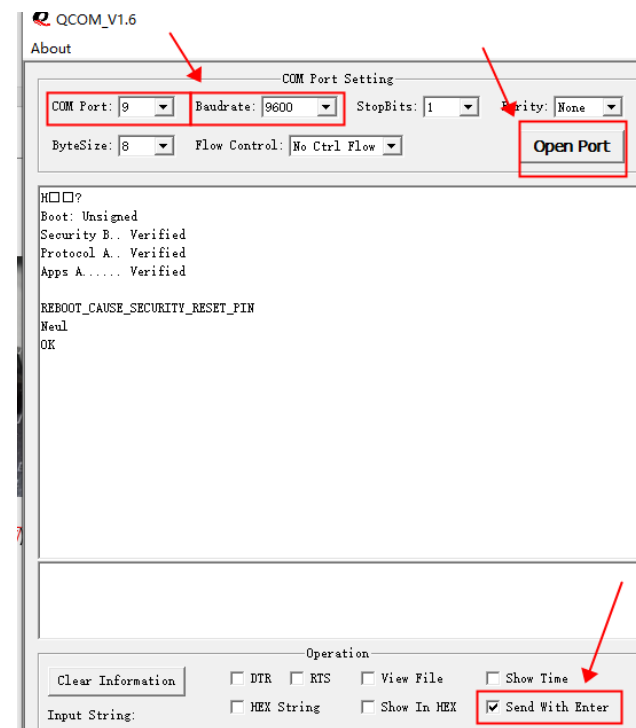 QCOM_V1.6
About
COM Port Setting
COM Port: 9 Baudrate: 9600 StopBits: 1 Parity: None
ByteSize: 8 Flow Control: No Ctrl Flow Open Port
H□□?
Boot: Unsigned
Security B.. Verified
Protocol A.. Verified
Apps A...... Verified
REBOOT_CAUSE_SECURITY_RESET_PIN
Neul
OK
Operation
Clear Information DTR RTS View File Show Time
Input String: HEX String Show In HEX Send With Enter